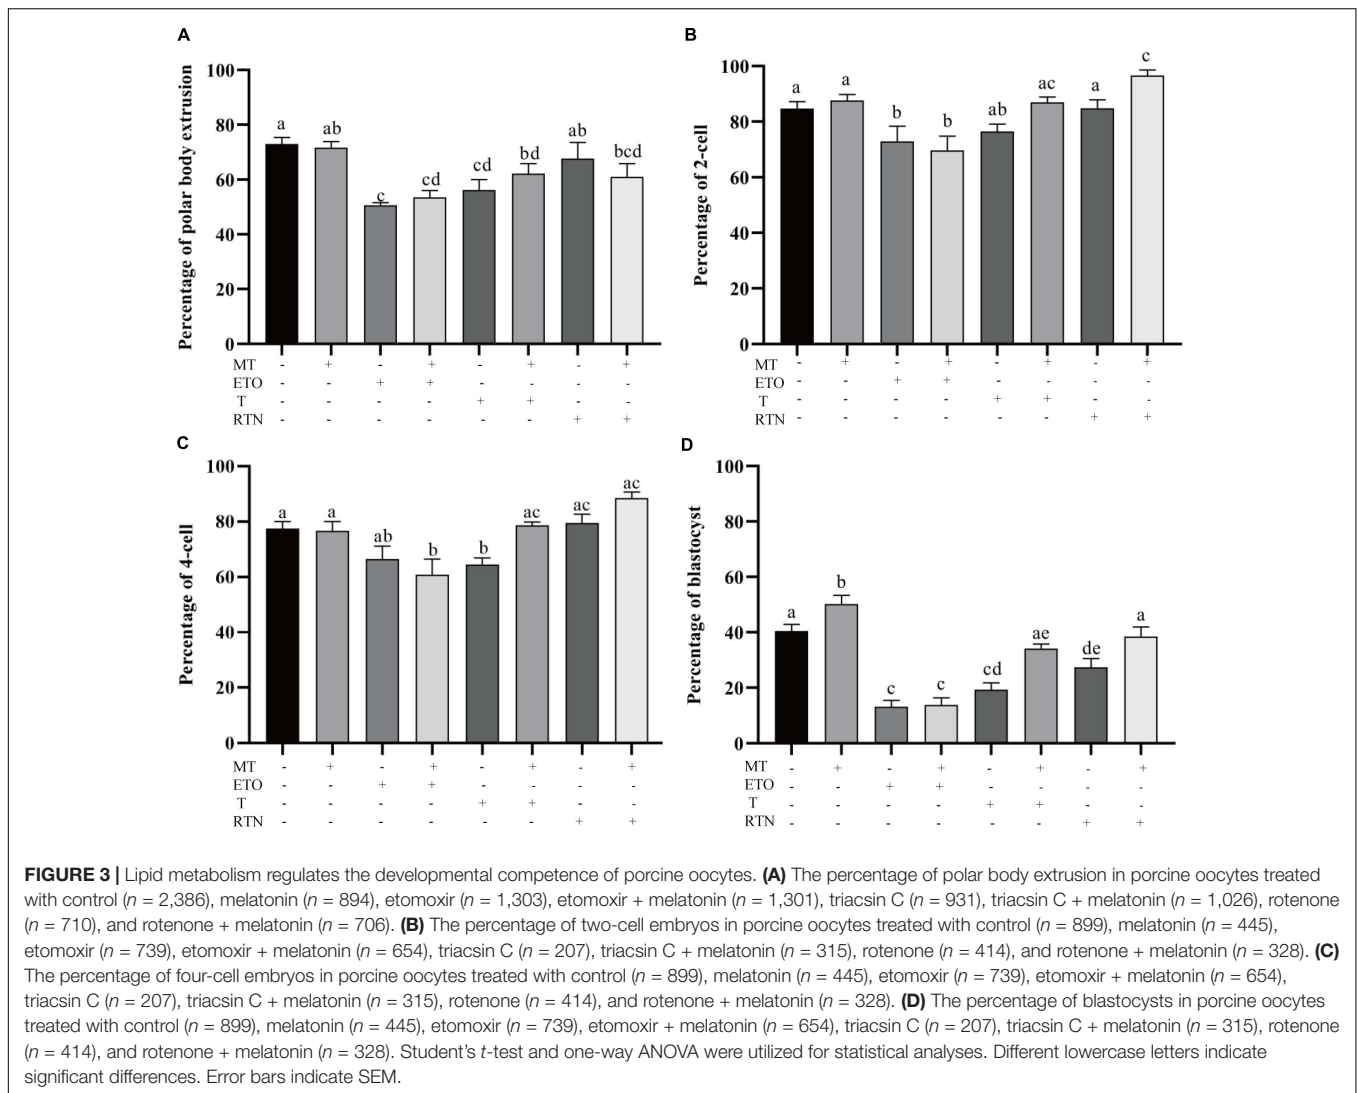 A
Percentage of polar body extrusion
100
80
60
40
20
0
a ab c cd cd bd ab bcd
MT - + - + - + - +
ETO - - + + - - - -
T - - - - + + - -
RTN - - - - - - + +
B
Percentage of 2-cell
100
80
60
40
20
0
a a b b ab ac a c
MT - + - + - + - +
ETO - - + + - - - -
T - - - - + + - -
RTN - - - - - - + +
C
Percentage of 4-cell
100
80
60
40
20
0
a a ab b b ac ac ac
MT - + - + - + - +
ETO - - + + - - - -
T - - - - + + - -
RTN - - - - - - + +
D
Percentage of blastocyst
100
80
60
40
20
0
a b c c cd ae de a
MT - + - + - + - +
ETO - - + + - - - -
T - - - - + + - -
RTN - - - - - - + +
FIGURE 3 | Lipid metabolism regulates the developmental competence of porcine oocytes. (A) The percentage of polar body extrusion in porcine oocytes treated
with control (n = 2,386), melatonin (n = 894), etomoxir (n = 1,303), etomoxir + melatonin (n = 1,301), triacsin C (n = 931), triacsin C + melatonin (n = 1,026), rotenone
(n = 710), and rotenone + melatonin (n = 706). (B) The percentage of two-cell embryos in porcine oocytes treated with control (n = 899), melatonin (n = 445),
etomoxir (n = 739), etomoxir + melatonin (n = 654), triacsin C (n = 207), triacsin C + melatonin (n = 315), rotenone (n = 414), and rotenone + melatonin (n = 328). (C)
The percentage of four-cell embryos in porcine oocytes treated with control (n = 899), melatonin (n = 445), etomoxir (n = 739), etomoxir + melatonin (n = 654),
triacsin C (n = 207), triacsin C + melatonin (n = 315), rotenone (n = 414), and rotenone + melatonin (n = 328). (D) The percentage of blastocysts in porcine oocytes
treated with control (n = 899), melatonin (n = 445), etomoxir (n = 739), etomoxir + melatonin (n = 654), triacsin C (n = 207), triacsin C + melatonin (n = 315), rotenone
(n = 414), and rotenone + melatonin (n = 328). Student's t-test and one-way ANOVA were utilized for statistical analyses. Different lowercase letters indicate
significant differences. Error bars indicate SEM.